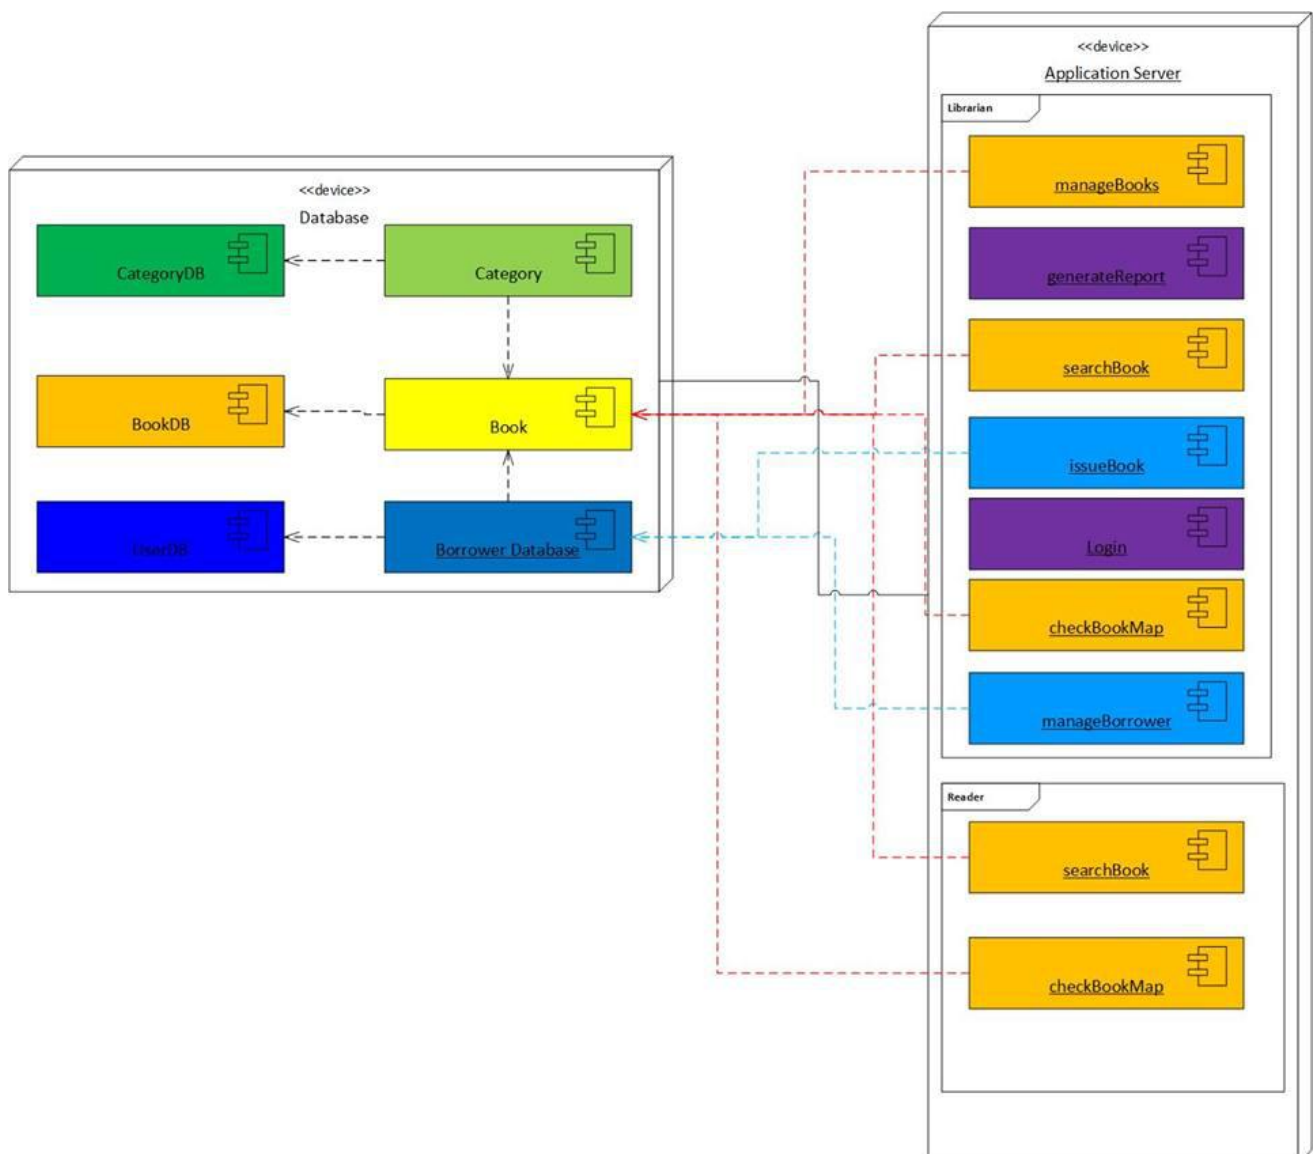 <<device>>
Application Server
Librarian
manageBooks
generateReport
searchBook
issueBook
Login
checkBookMap
manageBorrower
Reader
searchBook
checkBookMap
<<device>>
Database
CategoryDB
Category
BookDB
Book
UserDB
Borrower Database